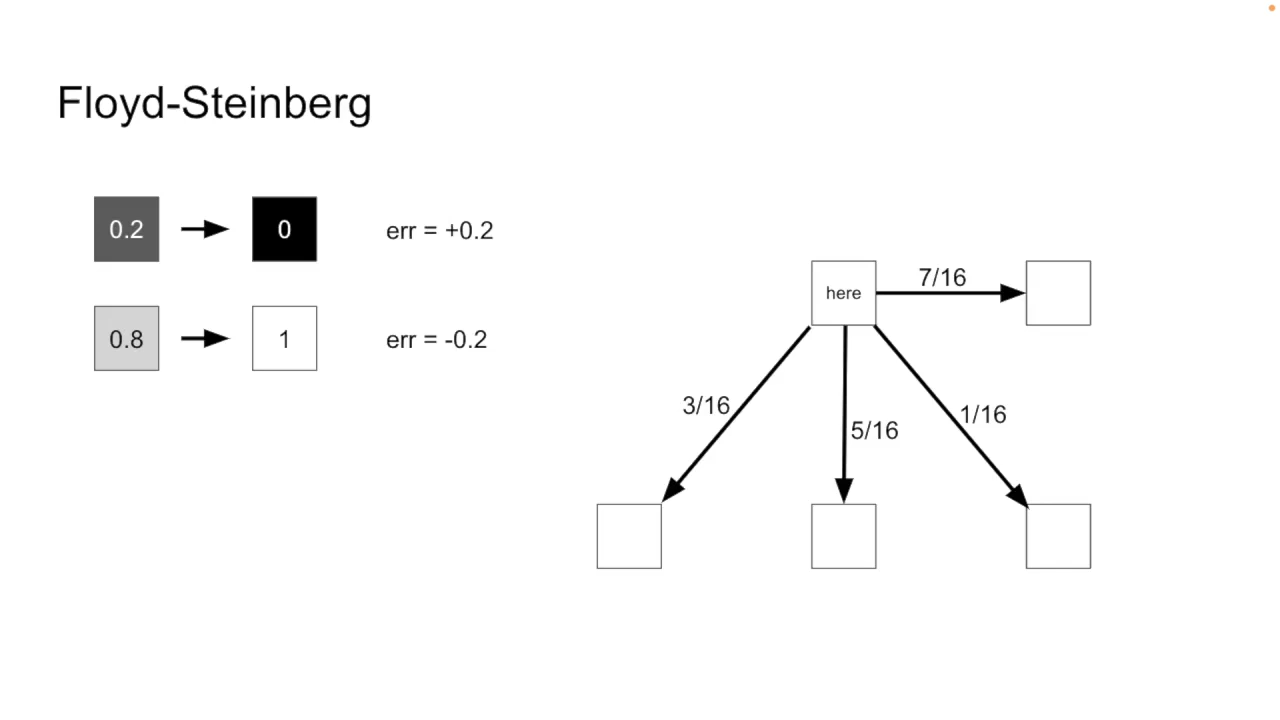 Floyd-Steinberg
0.2
0
err = +0.2
0.8
1
err = -0.2
here
7/16
3/16
5/16
1/16